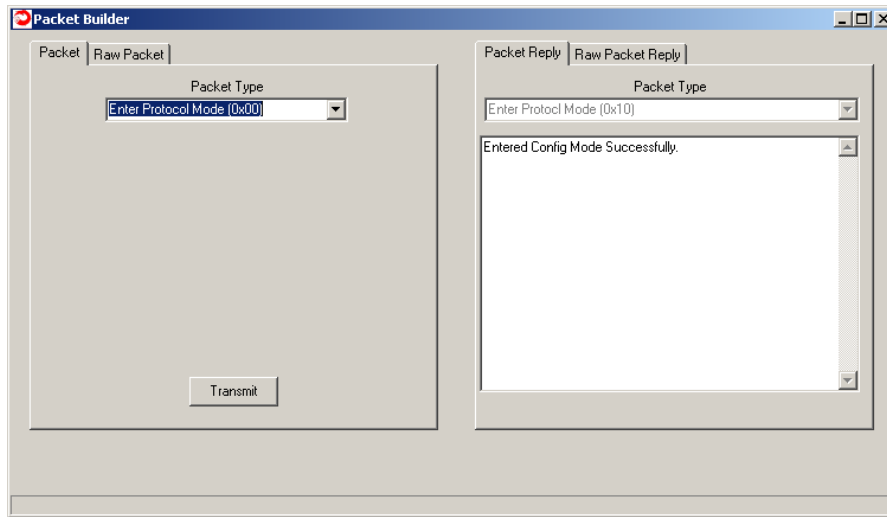 Packet Builder
Packet
Raw Packet
Packet Type
Enter Protocol Mode (0x00)
Transmit
Packet Reply
Raw Packet Reply
Packet Type
Enter Protocl Mode (0x10)
Entered Config Mode Successfully.